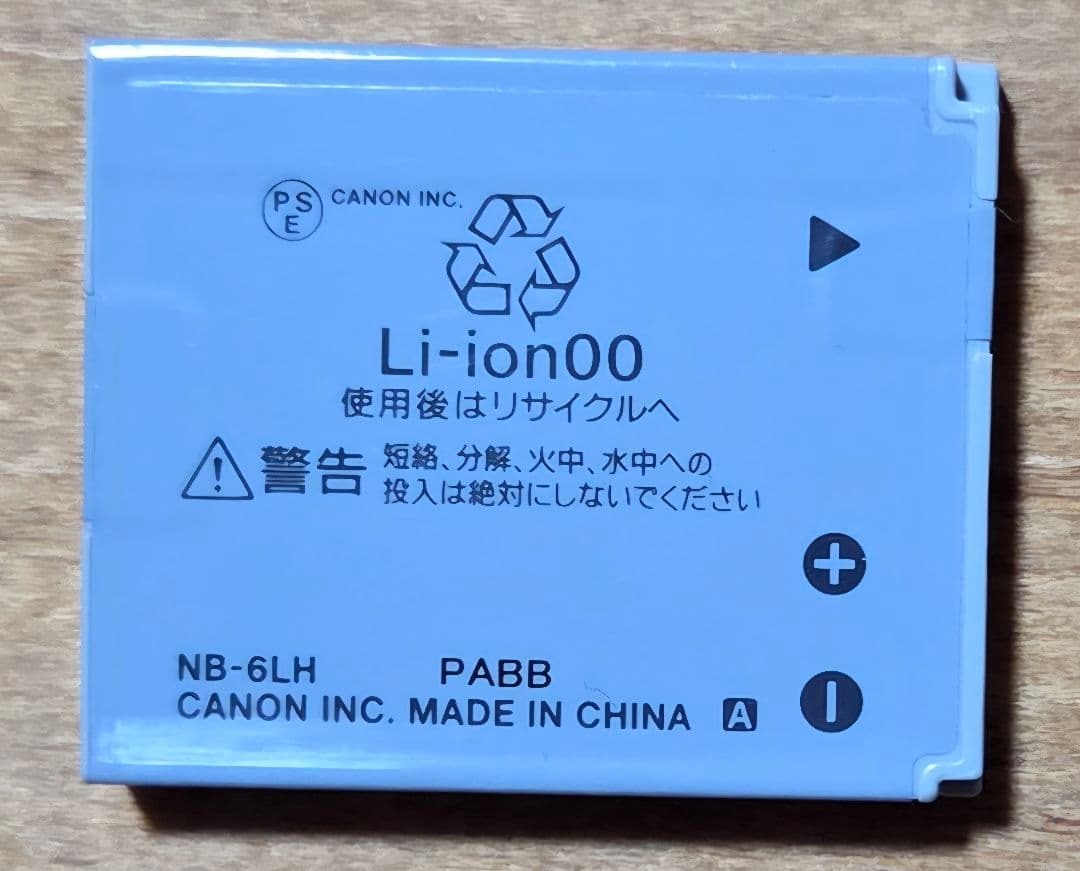 PSE CANON INC.
Li-ion00
使用後はリサイクルへ
警告 短絡、分解、火中、水中への
投入は絶対にしないでください
NB-6LH PABB
CANON INC. MADE IN CHINA A